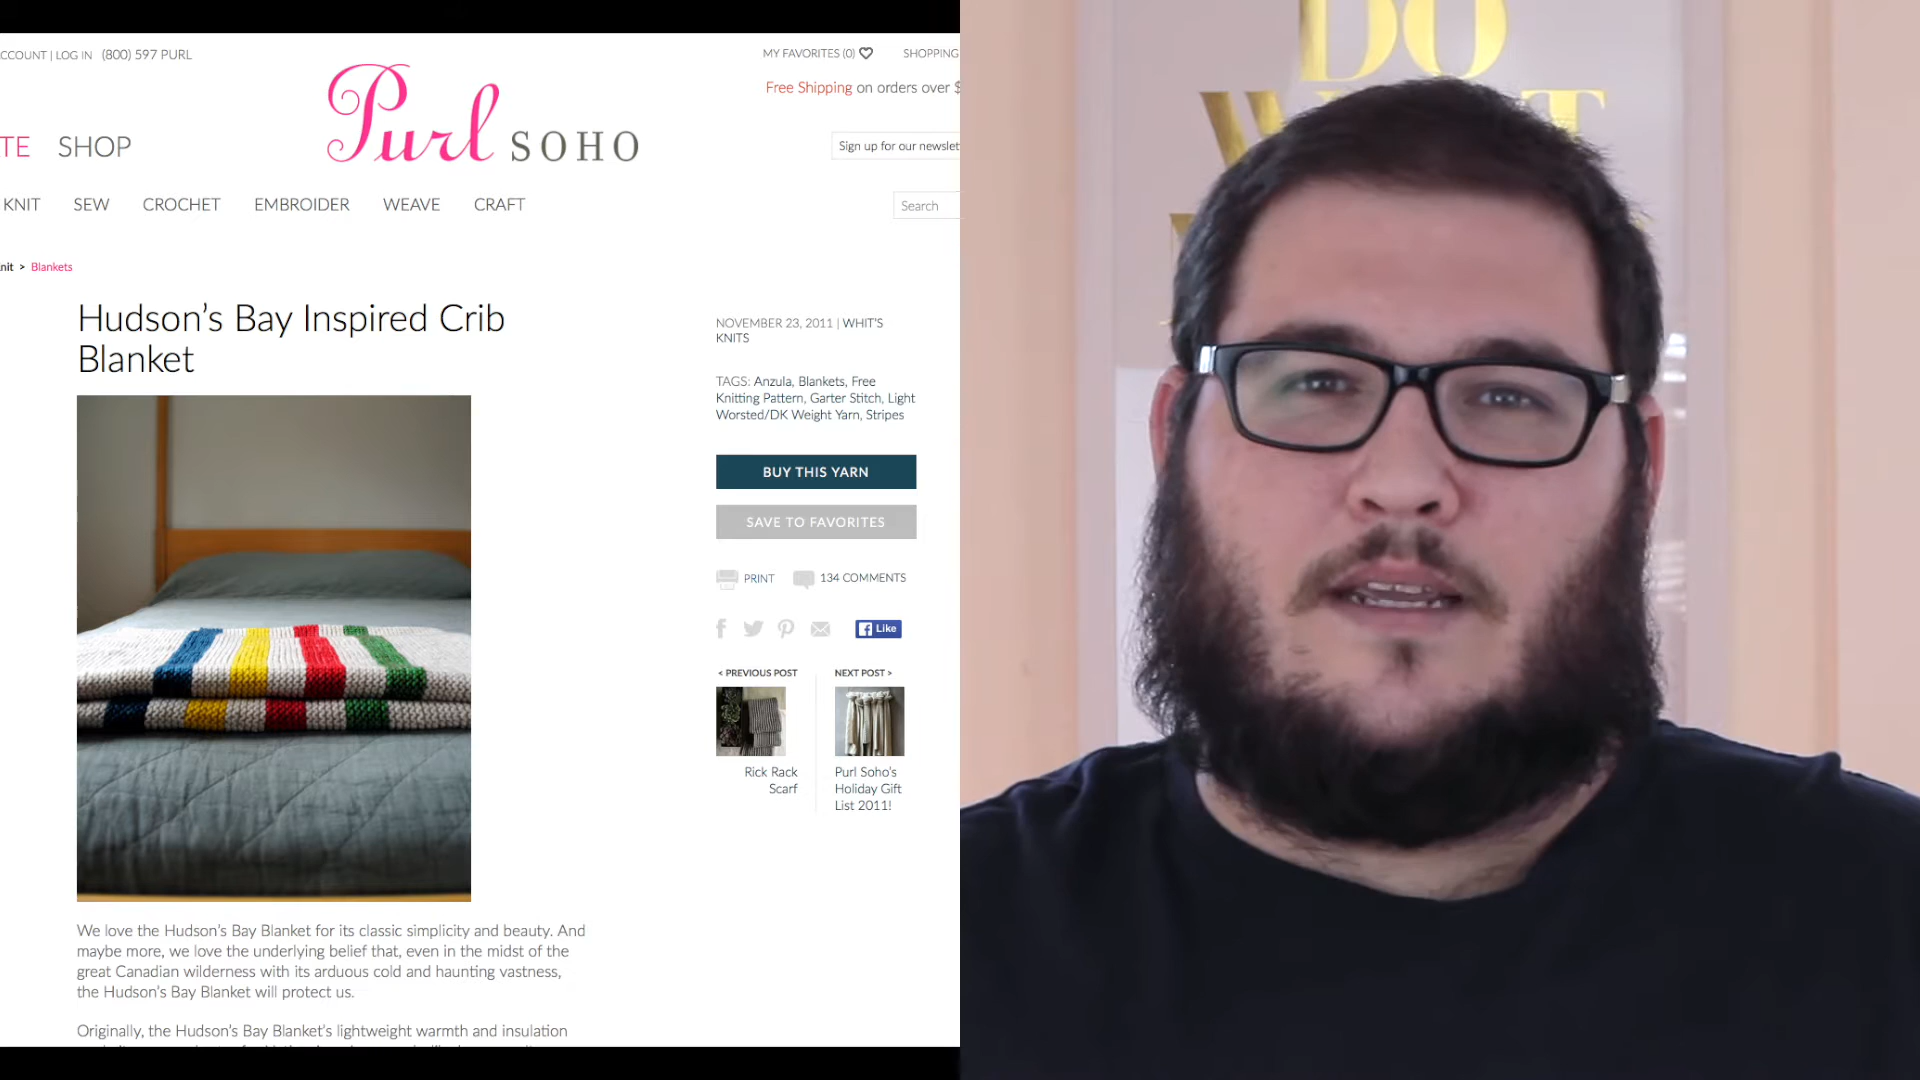 CCOUNT | LOG IN (800) 597 PURL
MY FAVORITES (0)
SHOPPING
Free Shipping on orders over $
Purl SOHO
TE SHOP
Sign up for our newslet
KNIT SEW CROCHET EMBROIDER WEAVE CRAFT
Search
nit > Blankets
Hudson's Bay Inspired Crib
Blanket
NOVEMBER 23, 2011 | WHIT'S
KNITS
TAGS: Anzula, Blankets, Free
Knitting Pattern, Garter Stitch, Light
Worsted/DK Weight Yarn, Stripes
BUY THIS YARN
SAVE TO FAVORITES
PRINT 134 COMMENTS
Like
< PREVIOUS POST
Rick Rack
Scarf
NEXT POST >
Purl Soho's
Holiday Gift
List 2011!
We love the Hudson's Bay Blanket for its classic simplicity and beauty. And
maybe more, we love the underlying belief that, even in the midst of the
great Canadian wilderness with its arduous cold and haunting vastness,
the Hudson's Bay Blanket will protect us.
Originally, the Hudson's Bay Blanket's lightweight warmth and insulation
DO